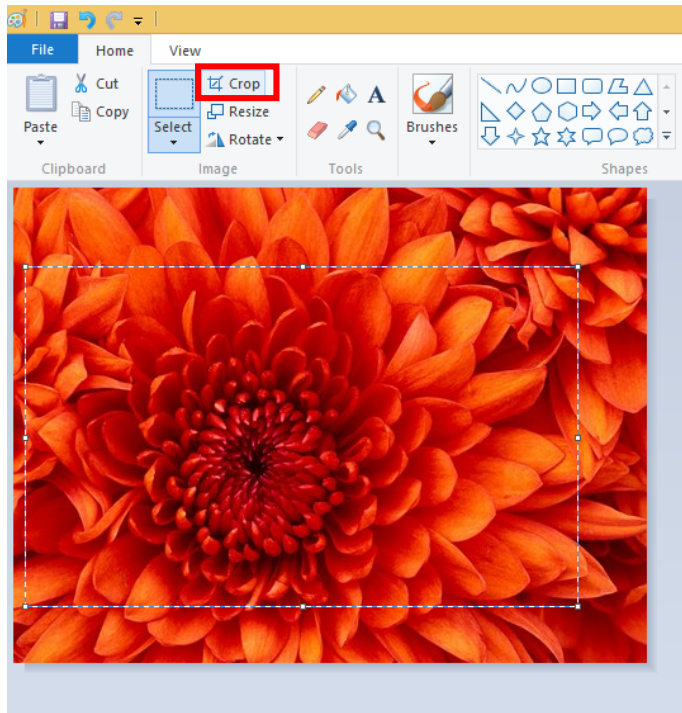 File Home View
Cut
Copy
Paste
Clipboard
Select
Crop
Resize
Rotate
Image
A
Tools
Brushes
Shapes